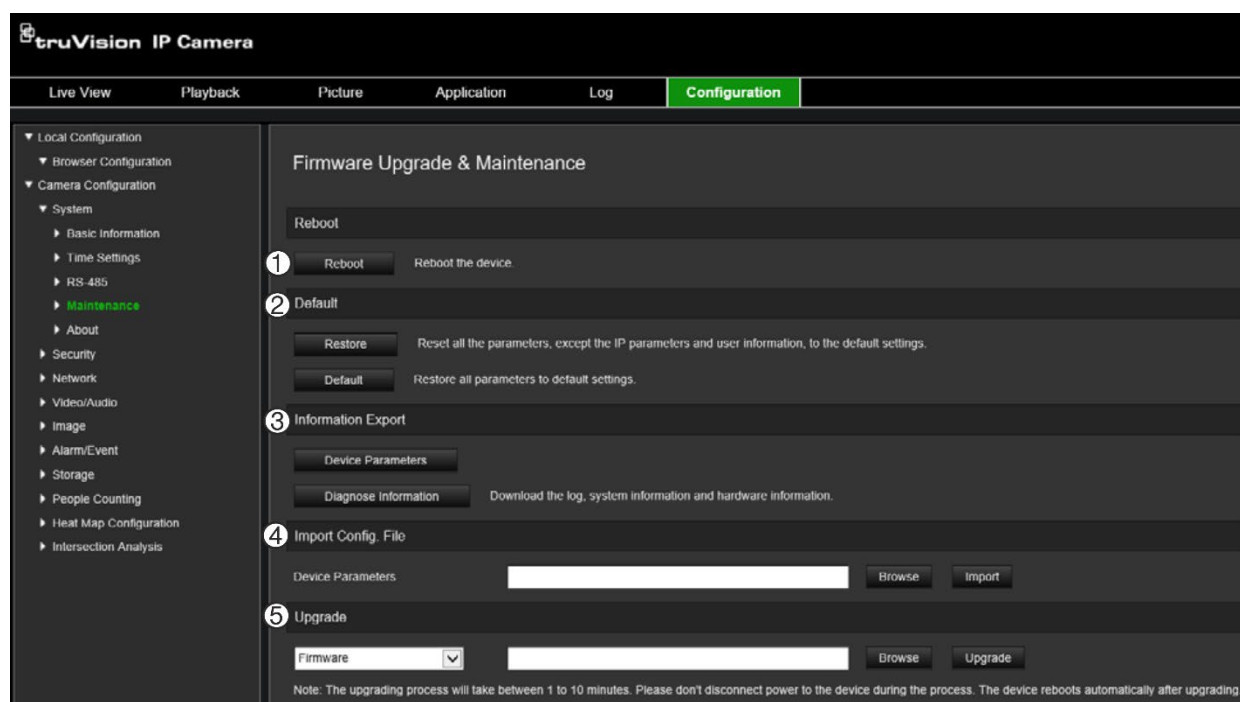 truVision IP Camera
Live View Playback Picture Application Log Configuration
Local Configuration
Browser Configuration
Camera Configuration
System
Basic Information
Time Settings
RS-485
Maintenance
About
Security
Network
Video/Audio
Image
Alarm/Event
Storage
People Counting
Heat Map Configuration
Intersection Analysis
Firmware Upgrade & Maintenance
Reboot
1 Reboot Reboot the device.
2 Default
Restore Reset all the parameters, except the IP parameters and user information, to the default settings.
Default Restore all parameters to default settings.
3 Information Export
Device Parameters
Diagnose Information Download the log, system information and hardware information.
4 Import Config. File
Device Parameters Browse Import
5 Upgrade
Firmware Browse Upgrade
Note: The upgrading process will take between 1 to 10 minutes. Please don't disconnect power to the device during the process. The device reboots automatically after upgrading